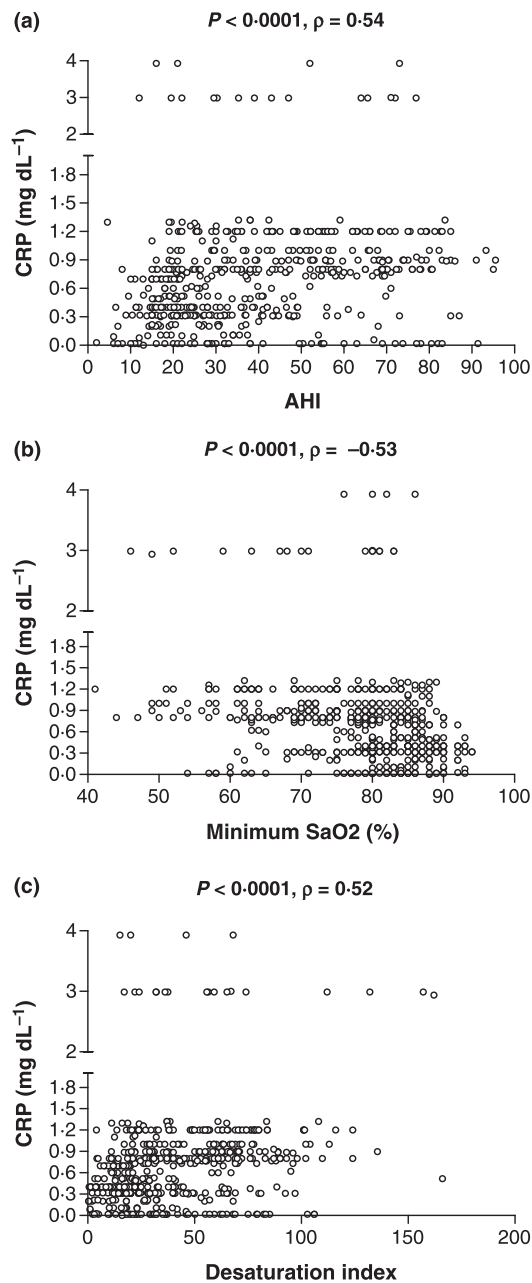 (a)
P < 0·0001, ρ = 0·54
CRP (mg dL⁻¹)
4
3
2
1·8
1·5
1·2
0·9
0·6
0·3
0·0
0 10 20 30 40 50 60 70 80 90 100
AHI
(b)
P < 0·0001, ρ = −0·53
CRP (mg dL⁻¹)
4
3
2
1·8
1·5
1·2
0·9
0·6
0·3
0·0
40 50 60 70 80 90 100
Minimum SaO2 (%)
(c)
P < 0·0001, ρ = 0·52
CRP (mg dL⁻¹)
4
3
2
1·8
1·5
1·2
0·9
0·6
0·3
0·0
0 50 100 150 200
Desaturation index